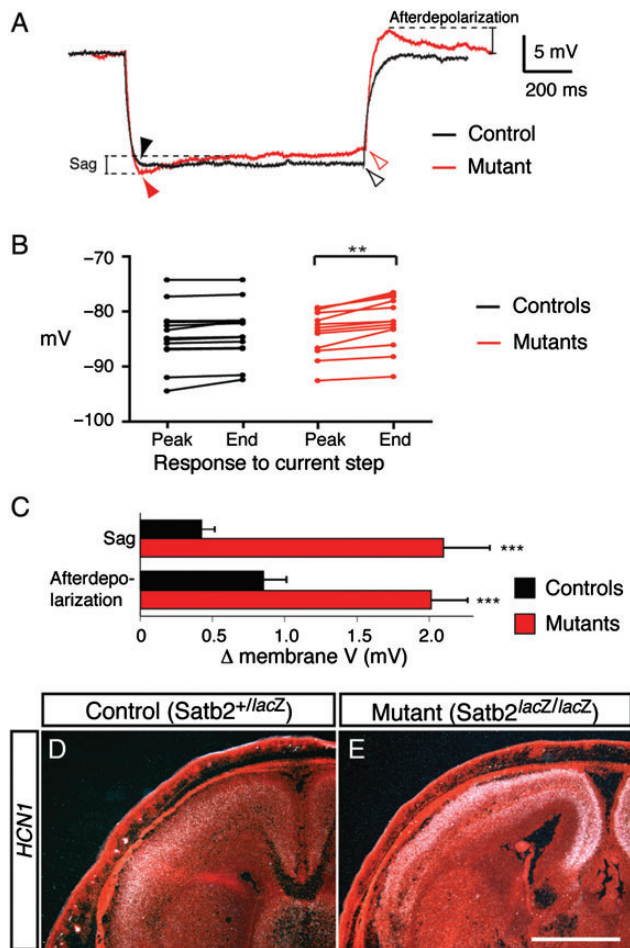 A
Afterdepolarization
5 mV
200 ms
Sag
Control
Mutant
B
−70
**
−80
mV
−90
−100
Controls
Mutants
Peak End Peak End
Response to current step
C
Sag
***
Afterdepo-
larization
***
Controls
Mutants
0 0.5 1.0 1.5 2.0
Δ membrane V (mV)
Control (Satb2+/lacZ) Mutant (Satb2lacZ/lacZ)
HCN1
D E